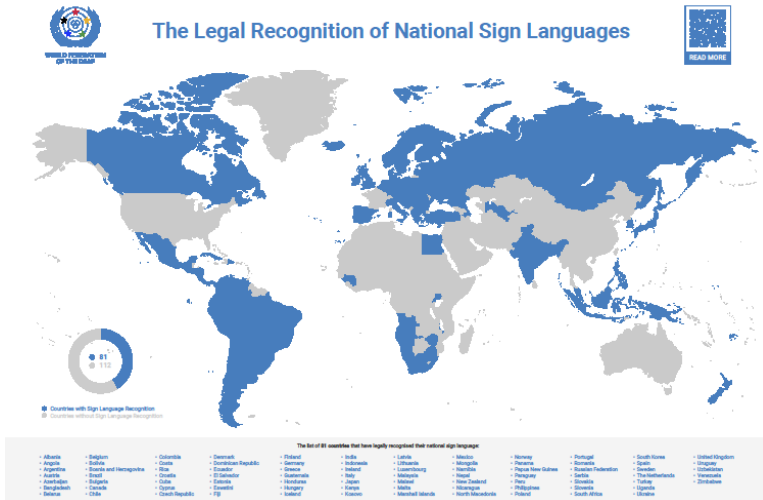 The Legal Recognition of National Sign Languages
WORLD FEDERATION
OF THE DEAF
READ MORE
81
112
Countries with Sign Language Recognition
Countries without Sign Language Recognition
The list of 81 countries that have legally recognised their national sign language:
• Albania
• Angola
• Argentina
• Austria
• Azerbaijan
• Bangladesh
• Belarus
• Belgium
• Bolivia
• Bosnia and Herzegovina
• Brazil
• Bulgaria
• Canada
• Chile
• Colombia
• Costa
• Rica
• Croatia
• Cuba
• Cyprus
• Czech Republic
• Denmark
• Dominican Republic
• Ecuador
• El Salvador
• Estonia
• Eswatini
• Fiji
• Finland
• Germany
• Greece
• Guatemala
• Honduras
• Hungary
• Iceland
• India
• Indonesia
• Ireland
• Italy
• Japan
• Kenya
• Kosovo
• Latvia
• Lithuania
• Luxembourg
• Malaysia
• Malawi
• Malta
• Marshall Islands
• Mexico
• Mongolia
• Namibia
• Nepal
• New Zealand
• Nicaragua
• North Macedonia
• Norway
• Panama
• Papua New Guinea
• Paraguay
• Peru
• Philippines
• Poland
• Portugal
• Romania
• Russian Federation
• Serbia
• Slovakia
• Slovenia
• South Africa
• South Korea
• Spain
• Sweden
• The Netherlands
• Turkey
• Uganda
• Ukraine
• United Kingdom
• Uruguay
• Uzbekistan
• Venezuela
• Zimbabwe